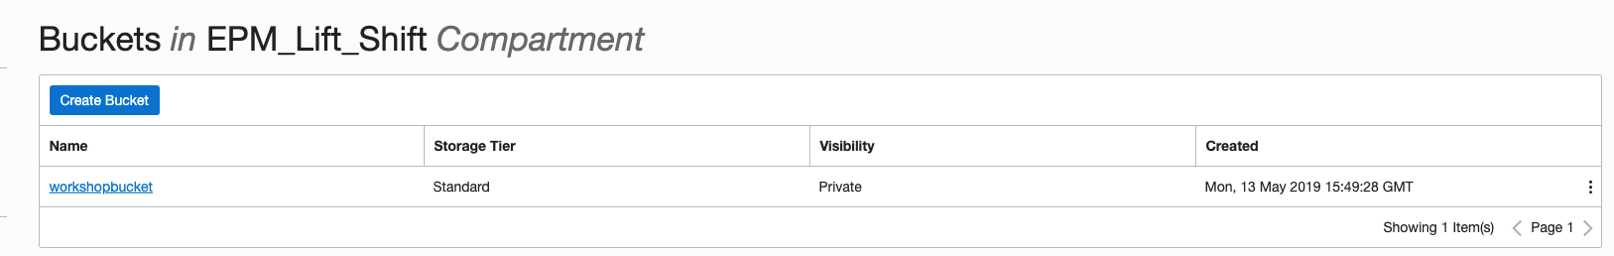 Buckets in EPM_Lift_Shift Compartment
Create Bucket
Name Storage Tier Visibility Created
workshopbucket Standard Private Mon, 13 May 2019 15:49:28 GMT
Showing 1 Item(s) Page 1